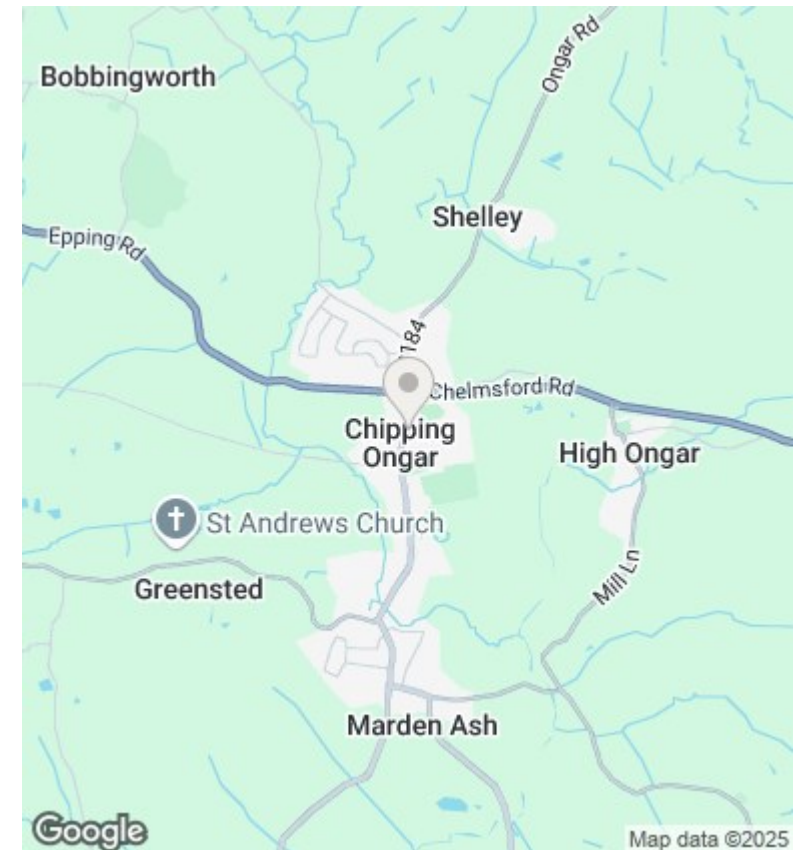 Bobbingworth
Ongar Rd
Shelley
Epping Rd
184
Chelmsford Rd
Chipping
Ongar
High Ongar
St Andrews Church
Greensted
Mill Ln
Marden Ash
Google
Map data ©2025